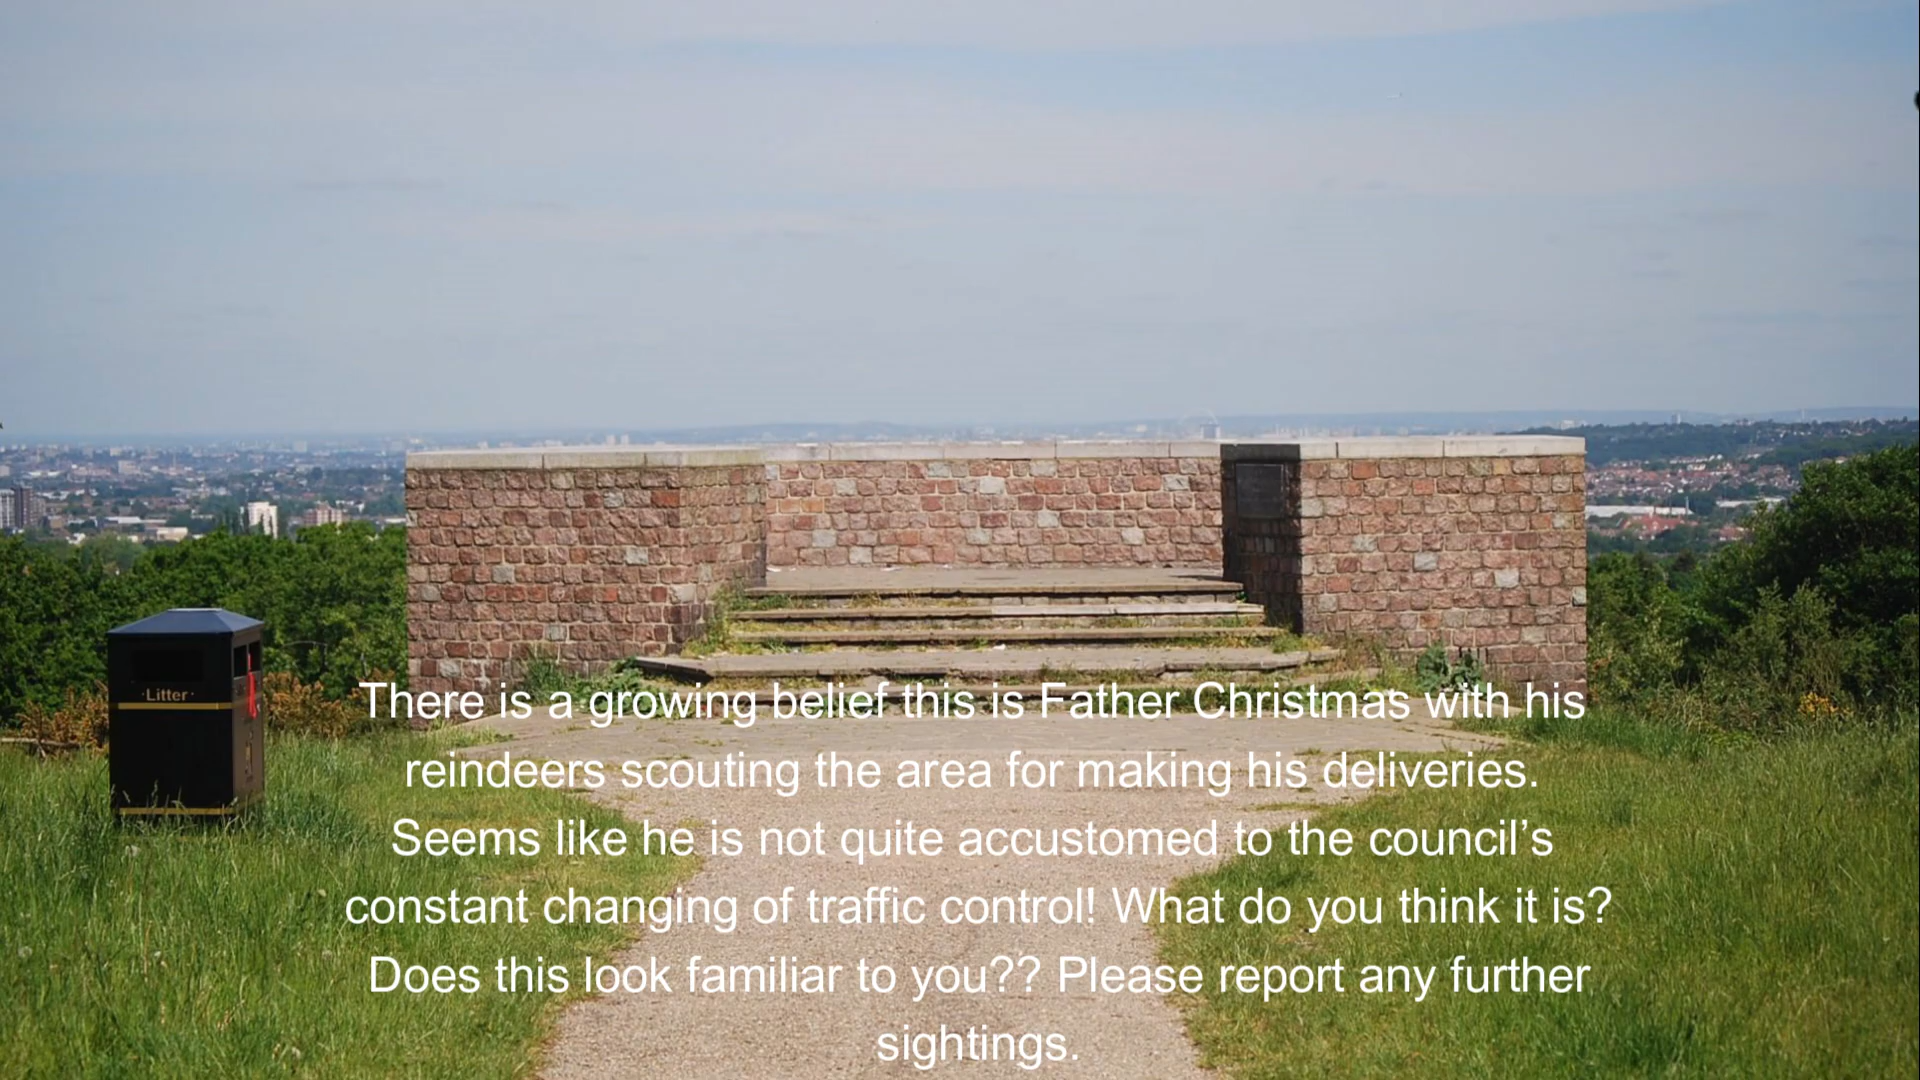 ·Litter·
There is a growing belief this is Father Christmas with his
reindeers scouting the area for making his deliveries.
Seems like he is not quite accustomed to the council’s
constant changing of traffic control! What do you think it is?
Does this look familiar to you?? Please report any further
sightings.